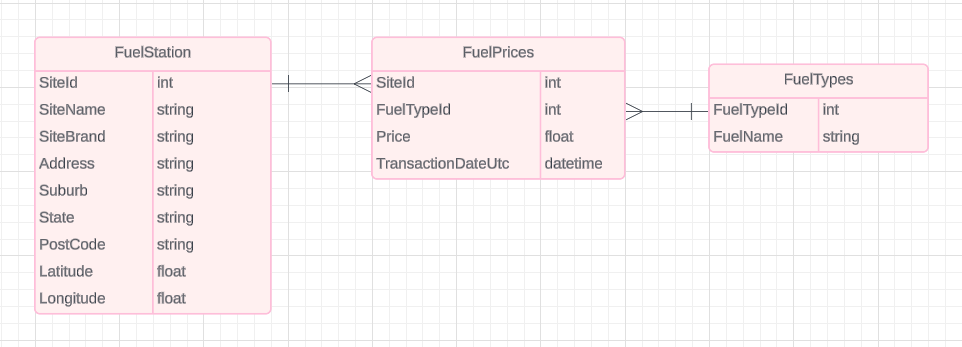 FuelStation
SiteId int
SiteName string
SiteBrand string
Address string
Suburb string
State string
PostCode string
Latitude float
Longitude float
FuelPrices
SiteId int
FuelTypeId int
Price float
TransactionDateUtc datetime
FuelTypes
FuelTypeId int
FuelName string